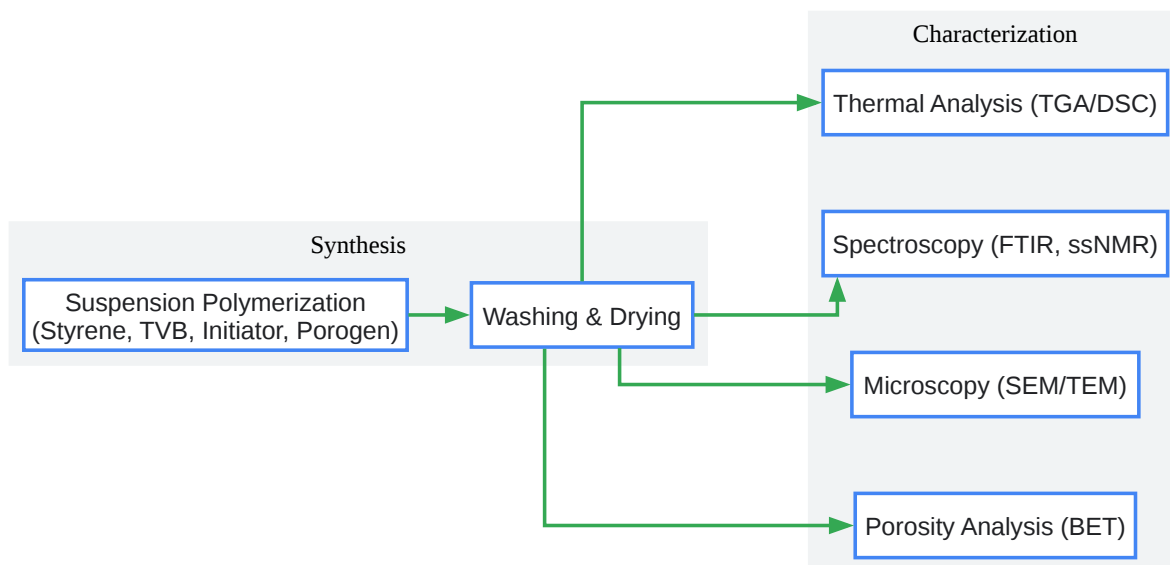 Synthesis
Suspension Polymerization
(Styrene, TVB, Initiator, Porogen)
Washing & Drying
Characterization
Thermal Analysis (TGA/DSC)
Spectroscopy (FTIR, ssNMR)
Microscopy (SEM/TEM)
Porosity Analysis (BET)